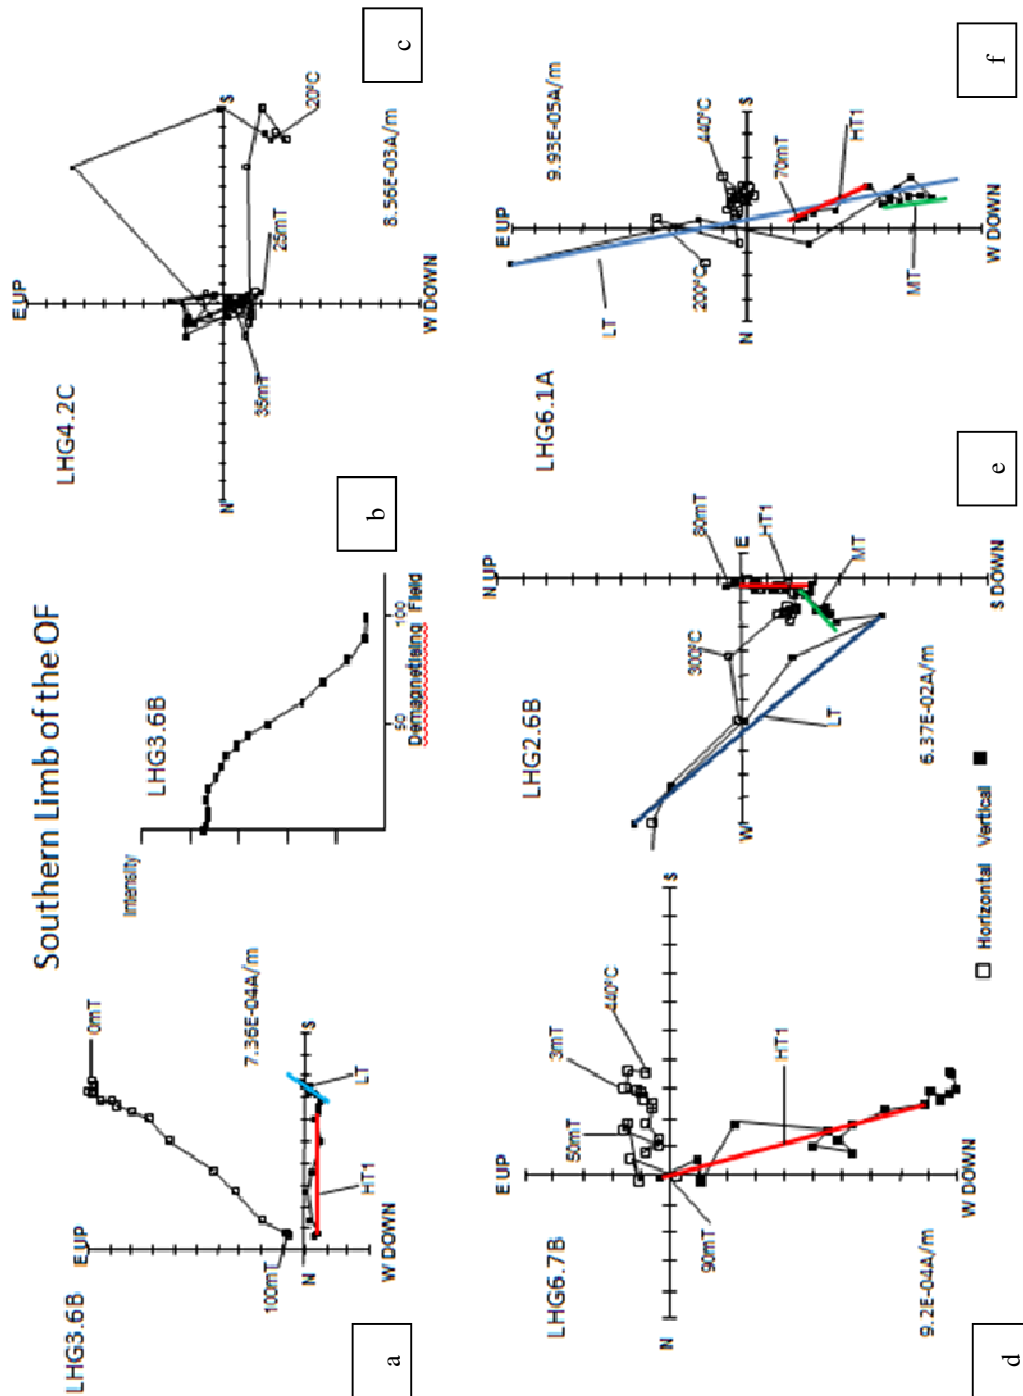 Southern Limb of the OF
LHG3.6B
E UP
0mT
7.36E-04A/m
S
LT
HT1
N
100mT
W DOWN
a
LHG3.6B
Intensity
50
100
Demagnetising Field
b
LHG4.2C
E UP
S
20°C
25mT
8.56E-03A/m
35mT
N
W DOWN
c
LHG6.7B
E UP
3mT
440°C
50mT
S
HT1
N
90mT
9.2E-04A/m
W DOWN
d
LHG2.6B
N UP
80mT
E
HT1
300°C
MT
W
LT
6.37E-02A/m
S DOWN
e
LHG6.1A
E UP
9.93E-05A/m
440°C
S
70mT
HT1
200°C
LT
N
MT
W DOWN
f
Horizontal Vertical